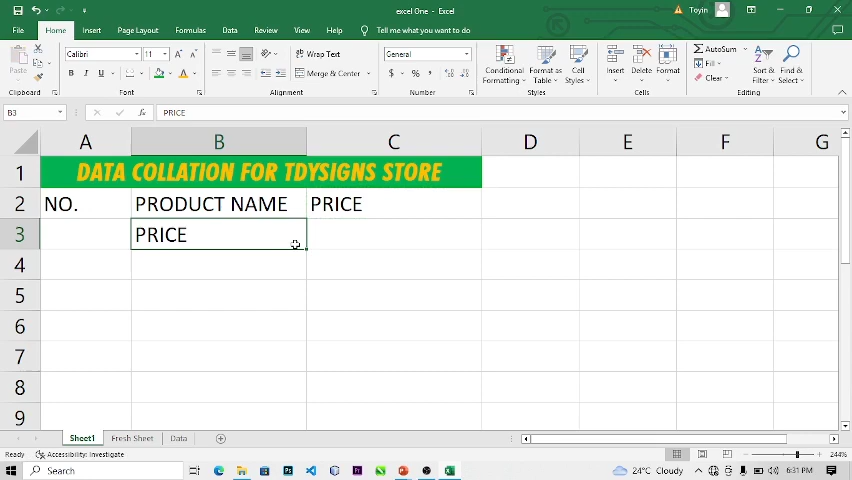 excel One - Excel
Toyin
File Home Insert Page Layout Formulas Data Review View Help Tell me what you want to do
Paste
Calibri 11
Wrap Text
General
AutoSum
B I U
Merge & Center
$ % ,
Conditional Formatting
Format as Table
Cell Styles
Insert Delete Format
Fill
Clear
Sort & Filter
Find & Select
Clipboard Font Alignment Number Styles Cells Editing
B3 fx PRICE
A B C D E F G
1 DATA COLLATION FOR TDYSIGNS STORE
2 NO. PRODUCT NAME PRICE
3 PRICE
4
5
6
7
8
9
Sheet1 Fresh Sheet Data
Ready Accessibility: Investigate 244%
Search 24°C Cloudy 6:31 PM